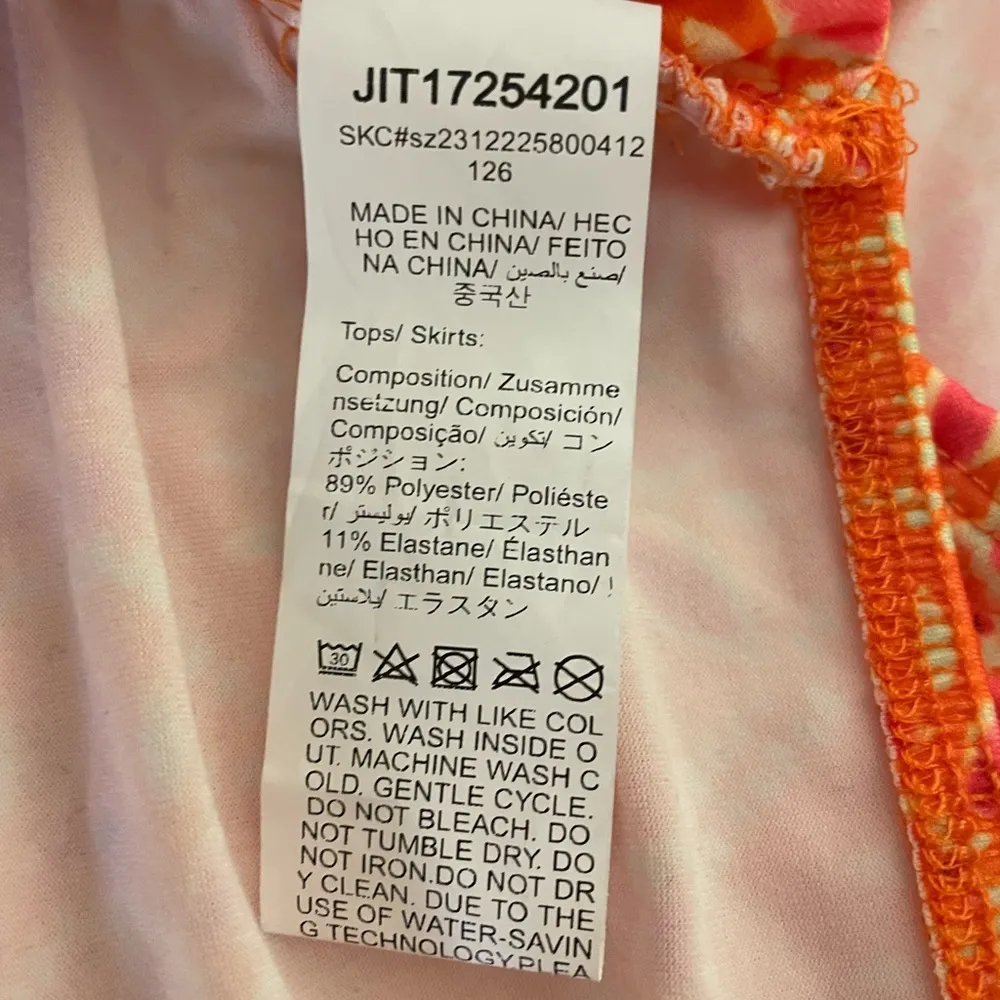 JIT17254201
SKC#sz2312225800412
126
MADE IN CHINA/ HEC
HO EN CHINA/ FEITO
NA CHINA/ صنع بالصين/
중국산
Tops/ Skirts:
Composition/ Zusamme
nsetzung/ Composición/
Composição/ تكوين/ コン
ポジション:
89% Polyester/ Poliéste
r/ بوليستر/ ポリエステル
11% Elastane/ Élasthan
ne/ Elasthan/ Elastano/
إيلاستين/ エラスタン
30
WASH WITH LIKE COL
ORS. WASH INSIDE O
UT. MACHINE WASH C
OLD. GENTLE CYCLE.
DO NOT BLEACH. DO
NOT TUMBLE DRY. DO
NOT IRON.DO NOT DR
Y CLEAN. DUE TO THE
USE OF WATER-SAVIN
G TECHNOLOGY,PLEA